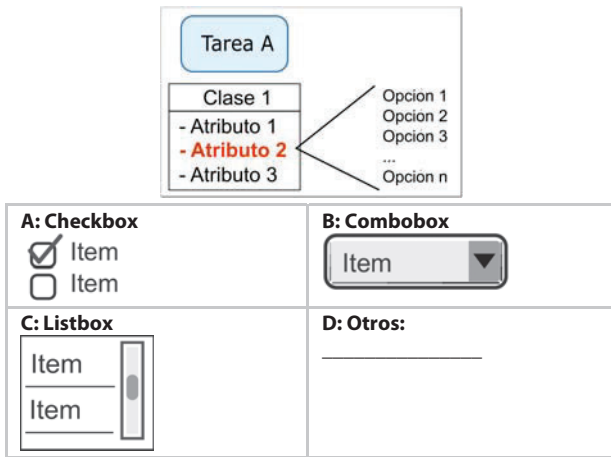 Tarea A
Clase 1
- Atributo 1
- Atributo 2
- Atributo 3
Opcion 1
Opcion 2
Opcion 3
...
Opcion n
A: Checkbox
Item
Item
B: Combobox
Item
C: Listbox
Item
Item
D: Otros: